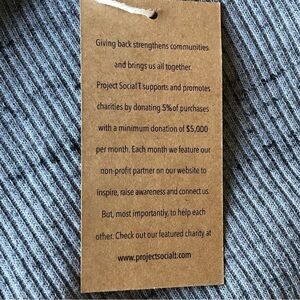 Giving back strengthens communities
and brings us all together.
Project Social T supports and promotes
charities by donating 5% of purchases
with a minimum donation of $5,000
per month. Each month we feature our
non-profit partner on our website to
inspire, raise awareness and connect us.
But, most importantly, to help each
other. Check out our featured charity at
www.projectsocialt.com